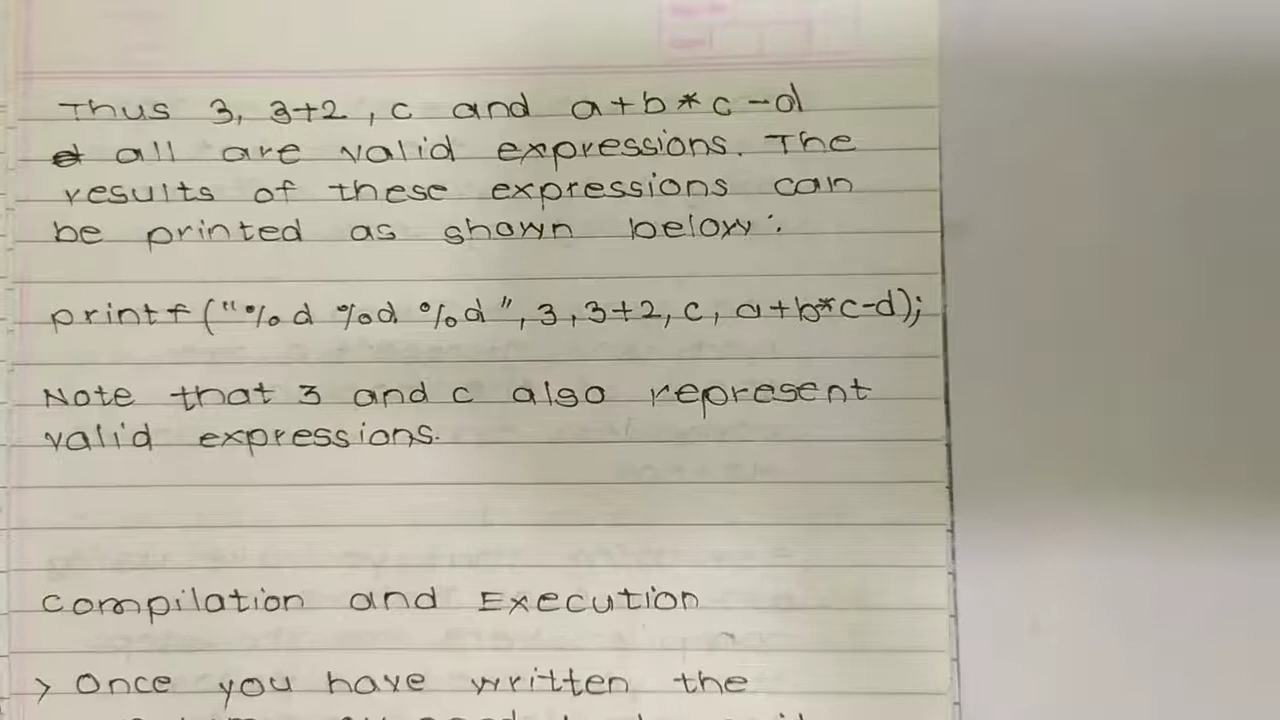 Thus 3, 3+2, c and a+b*c-d
all are valid expressions. The
results of these expressions can
be printed as shown below:
printf("%d %d %d", 3, 3+2, c, a+b*c-d);
Note that 3 and c also represent
valid expressions.
Compilation and Execution
> Once you have written the